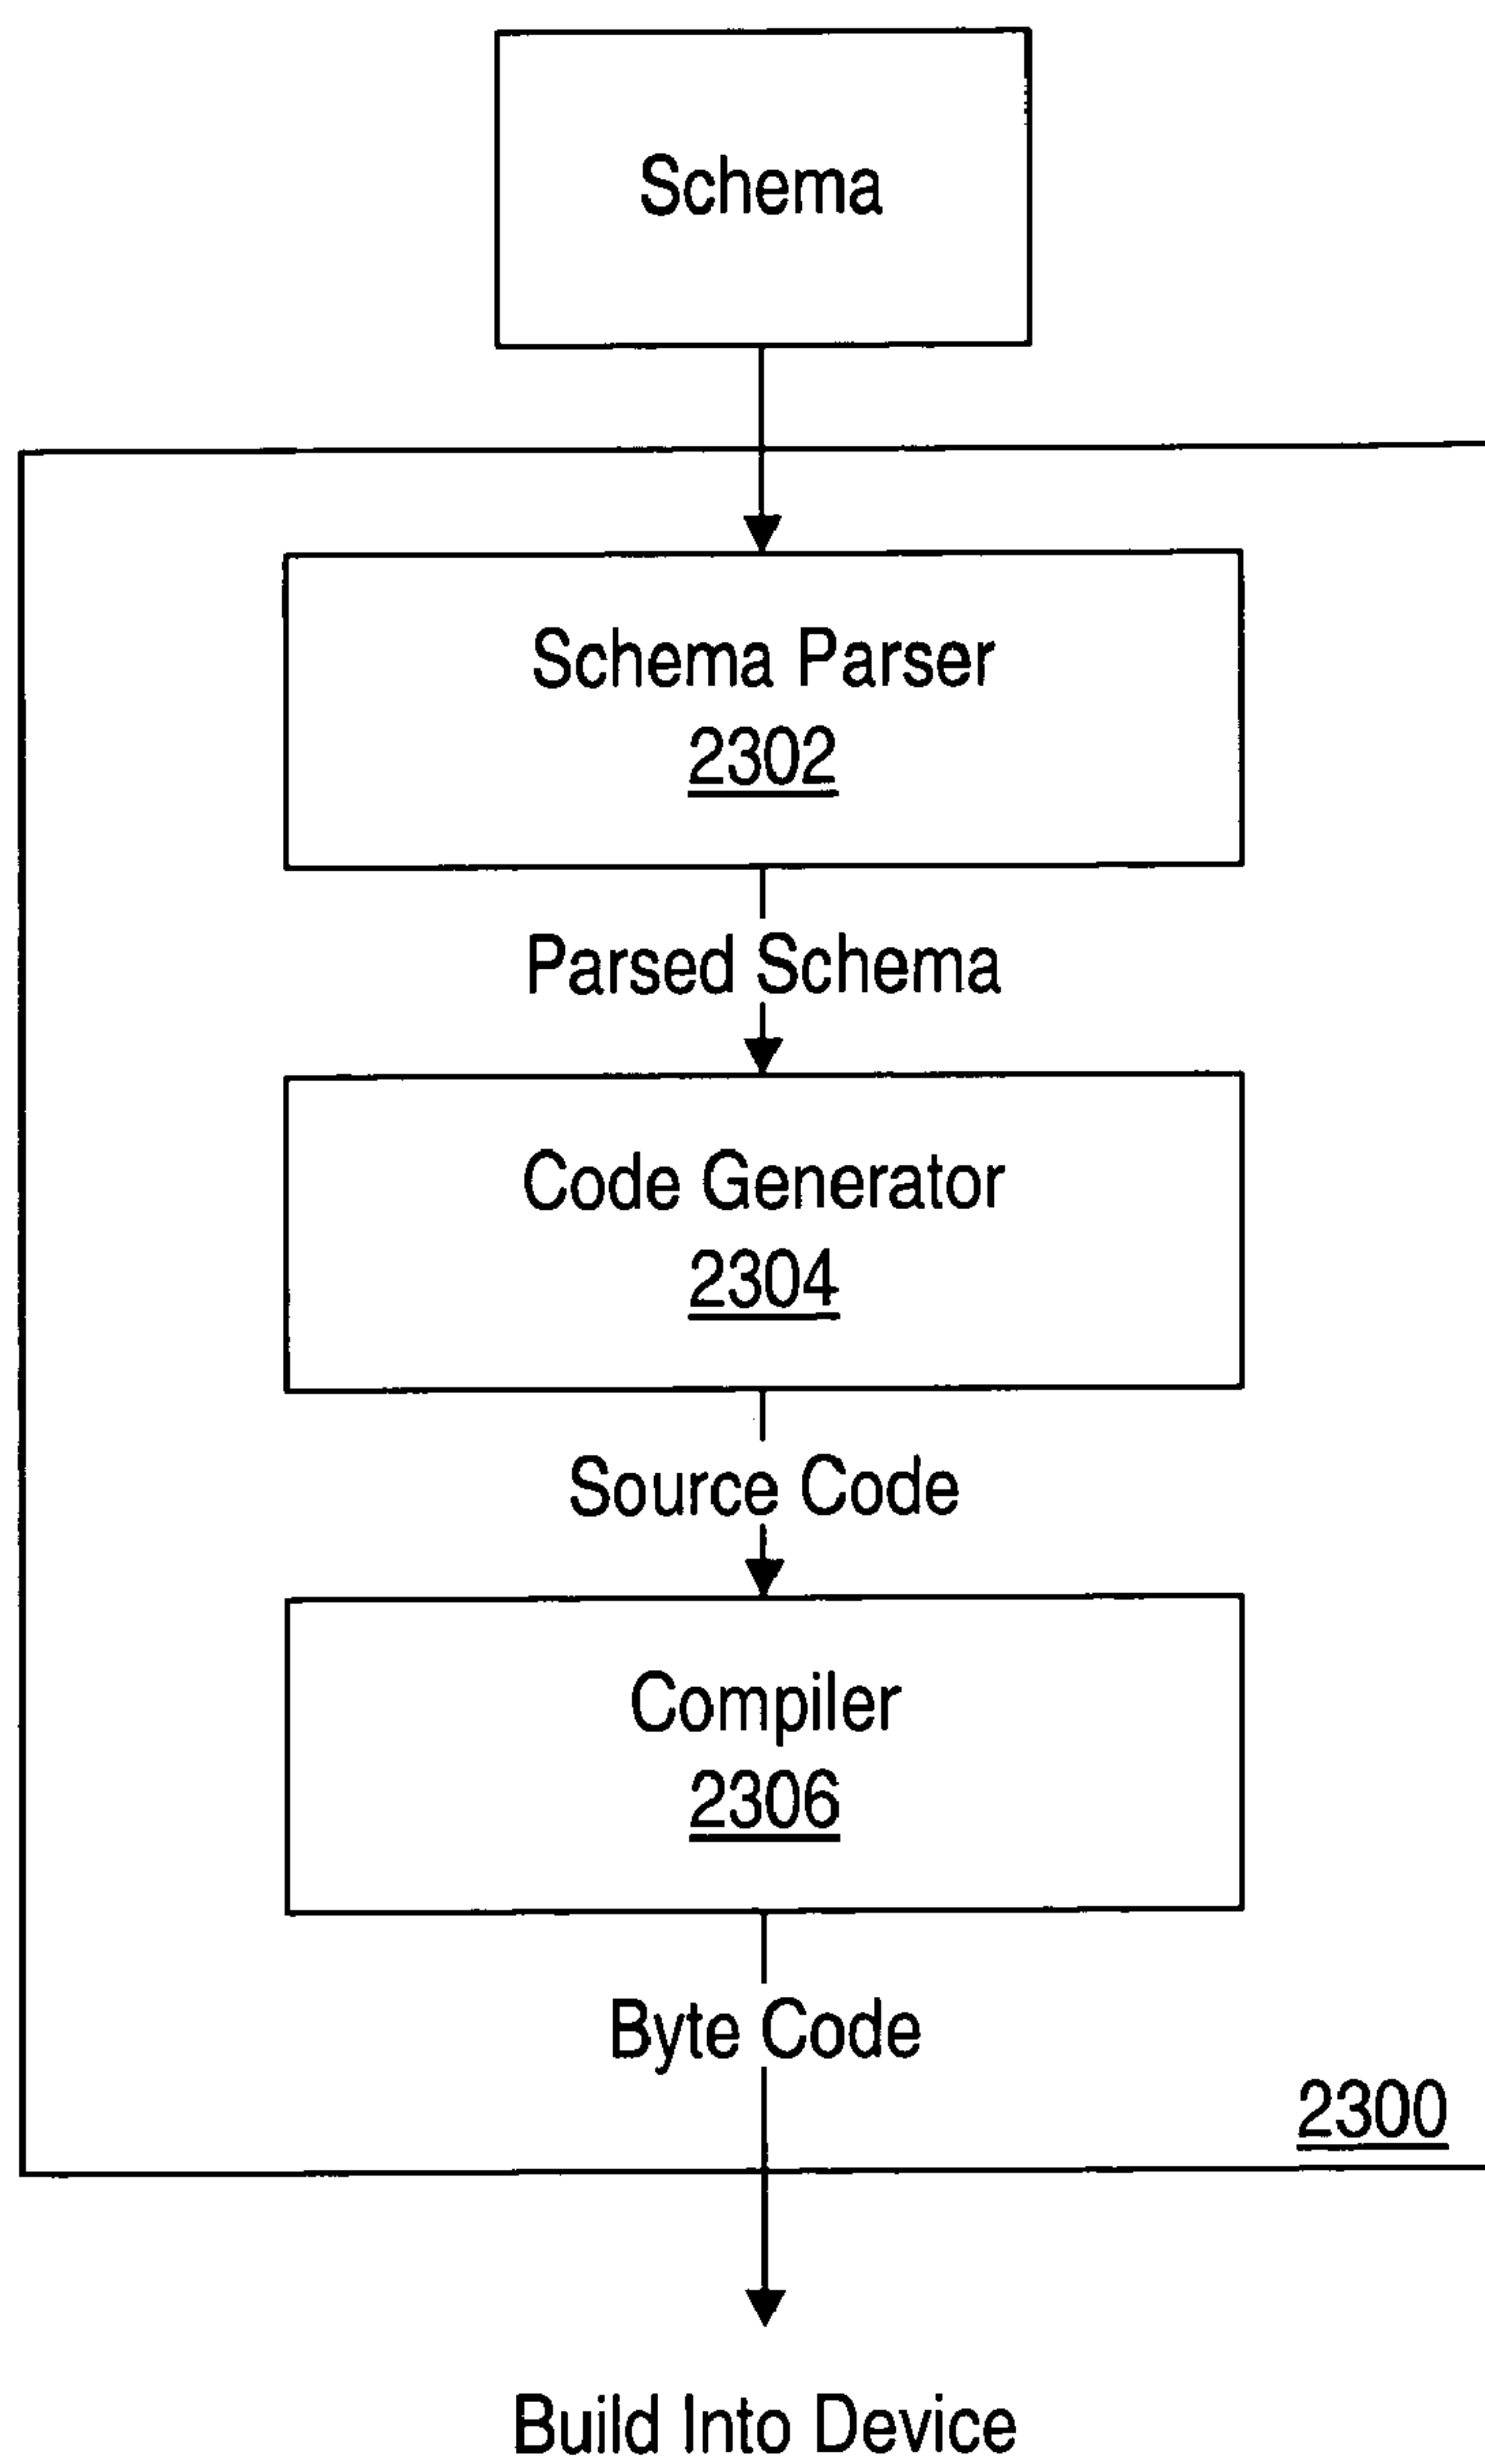 Schema
Schema Parser
2302
Parsed Schema
Code Generator
2304
Source Code
Compiler
2306
Byte Code
2300
Build Into Device